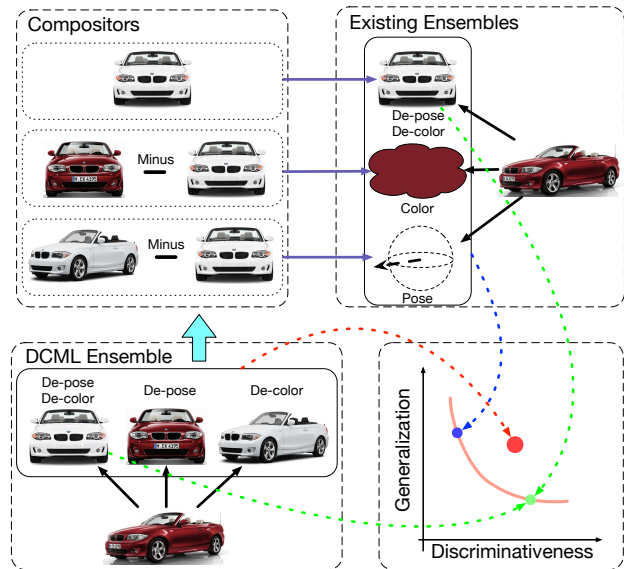 Compositors
Existing Ensembles
De-pose
De-color
Minus
Color
Minus
Pose
DCML Ensemble
De-pose
De-color
De-pose
De-color
Generalization
Discriminativeness